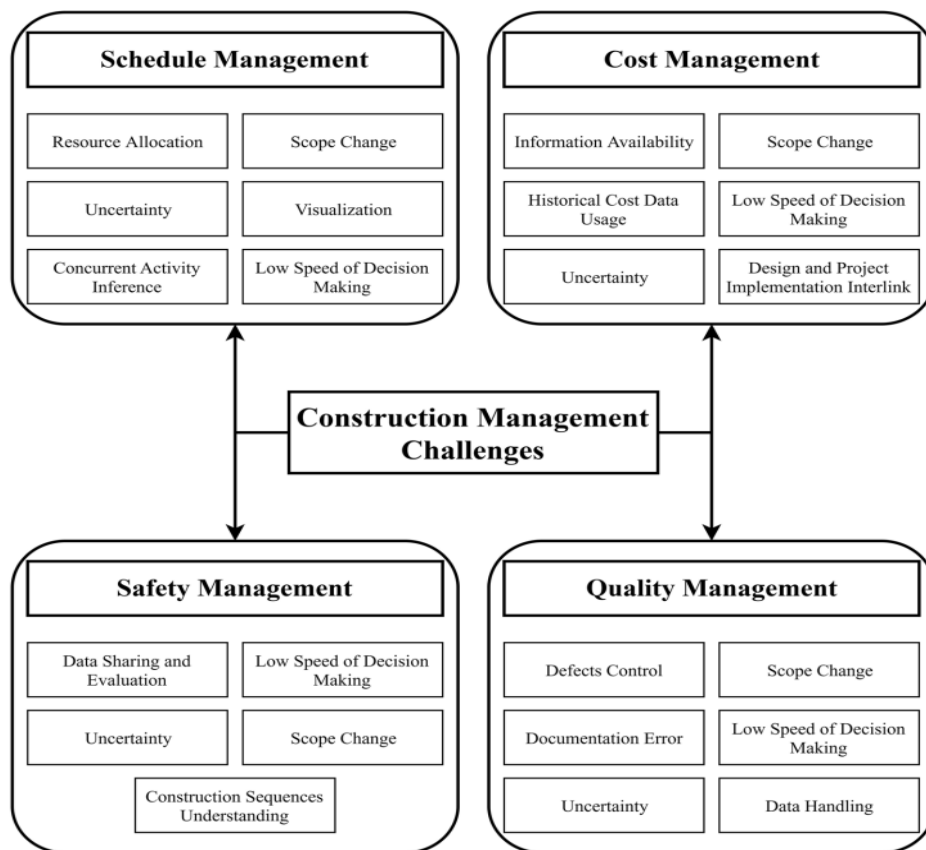 Schedule Management
Resource Allocation
Scope Change
Uncertainty
Visualization
Concurrent Activity
Inference
Low Speed of Decision
Making
Cost Management
Information Availability
Scope Change
Historical Cost Data
Usage
Low Speed of Decision
Making
Uncertainty
Design and Project
Implementation Interlink
Construction Management
Challenges
Safety Management
Data Sharing and
Evaluation
Low Speed of Decision
Making
Uncertainty
Scope Change
Construction Sequences
Understanding
Quality Management
Defects Control
Scope Change
Documentation Error
Low Speed of Decision
Making
Uncertainty
Data Handling